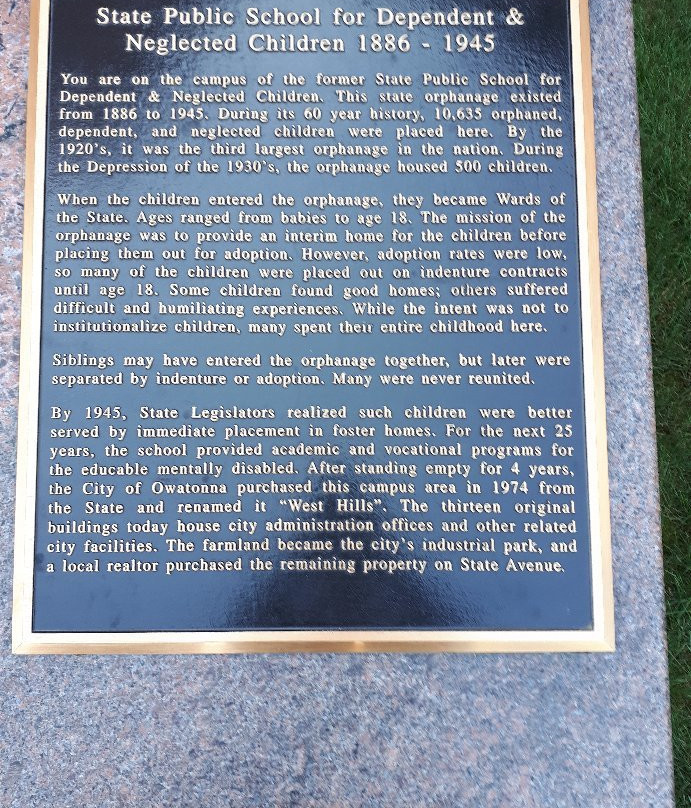 State Public School for Dependent &
Neglected Children 1886 - 1945
You are on the campus of the former State Public School for
Dependent & Neglected Children. This state orphanage existed
from 1886 to 1945. During its 60 year history, 10,635 orphaned,
dependent, and neglected children were placed here. By the
1920's, it was the third largest orphanage in the nation. During
the Depression of the 1930's, the orphanage housed 500 children.
When the children entered the orphanage, they became Wards of
the State. Ages ranged from babies to age 18. The mission of the
orphanage was to provide an interim home for the children before
placing them out for adoption. However, adoption rates were low,
so many of the children were placed out on indenture contracts
until age 18. Some children found good homes; others suffered
difficult and humiliating experiences. While the intent was not to
institutionalize children, many spent their entire childhood here.
Siblings may have entered the orphanage together, but later were
separated by indenture or adoption. Many were never reunited.
By 1945, State Legislators realized such children were better
served by immediate placement in foster homes. For the next 25
years, the school provided academic and vocational programs for
the educable mentally disabled. After standing empty for 4 years,
the City of Owatonna purchased this campus area in 1974 from
the State and renamed it "West Hills". The thirteen original
buildings today house city administration offices and other related
city facilities. The farmland became the city's industrial park, and
a local realtor purchased the remaining property on State Avenue.